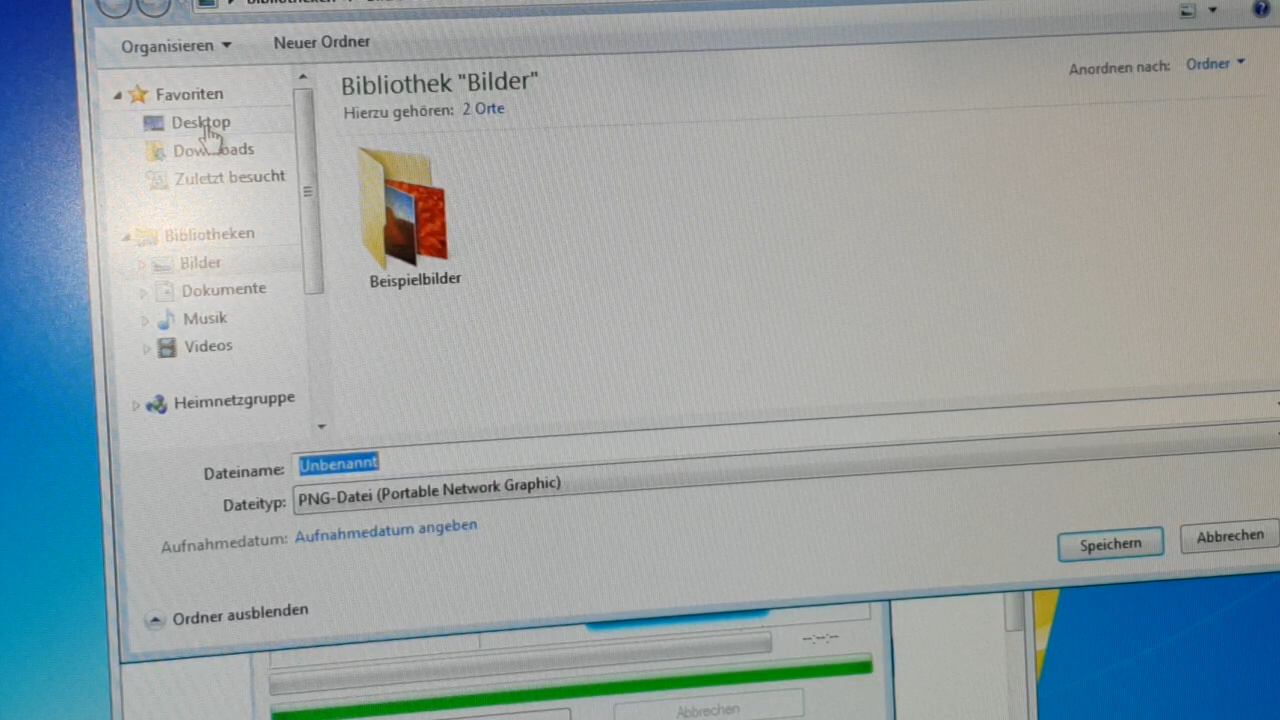 Organisieren
Neuer Ordner
Favoriten
Desktop
Downloads
Zuletzt besucht
Bibliotheken
Bilder
Dokumente
Musik
Videos
Heimnetzgruppe
Bibliothek "Bilder"
Hierzu gehören: 2 Orte
Anordnen nach: Ordner
Beispielbilder
Dateiname: Unbenannt
Dateityp: PNG-Datei (Portable Network Graphic)
Aufnahmedatum: Aufnahmedatum angeben
Speichern
Abbrechen
Ordner ausblenden
--:--:--
Abbrechen